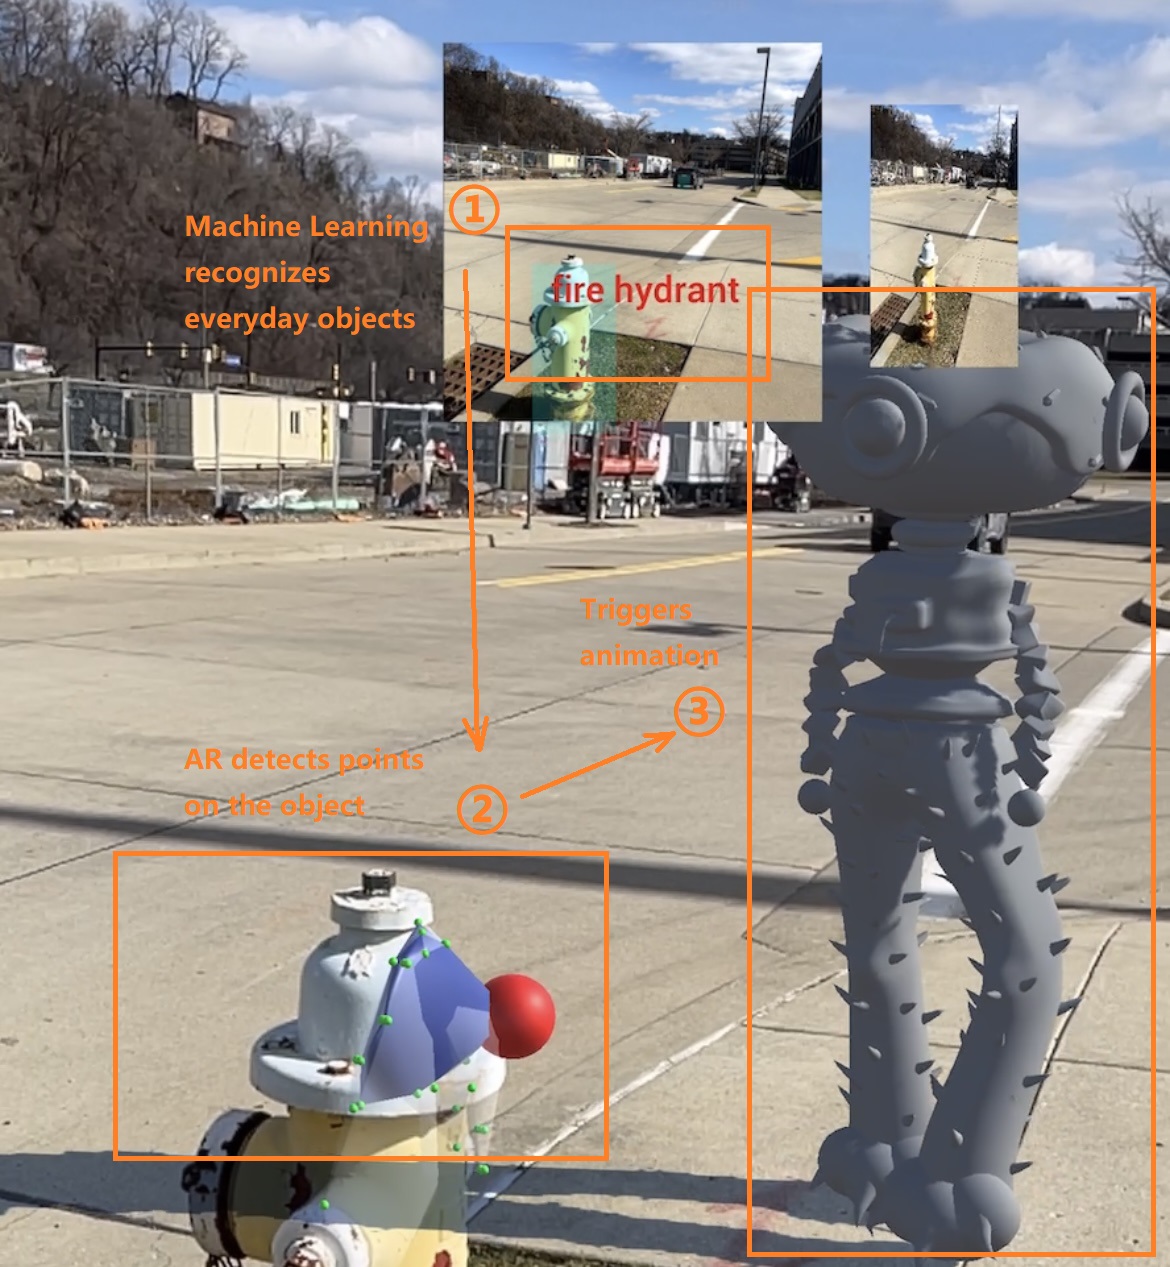 ①
Machine Learning
recognizes
everyday objects
fire hydrant
Triggers
animation
③
AR detects points
on the object
②